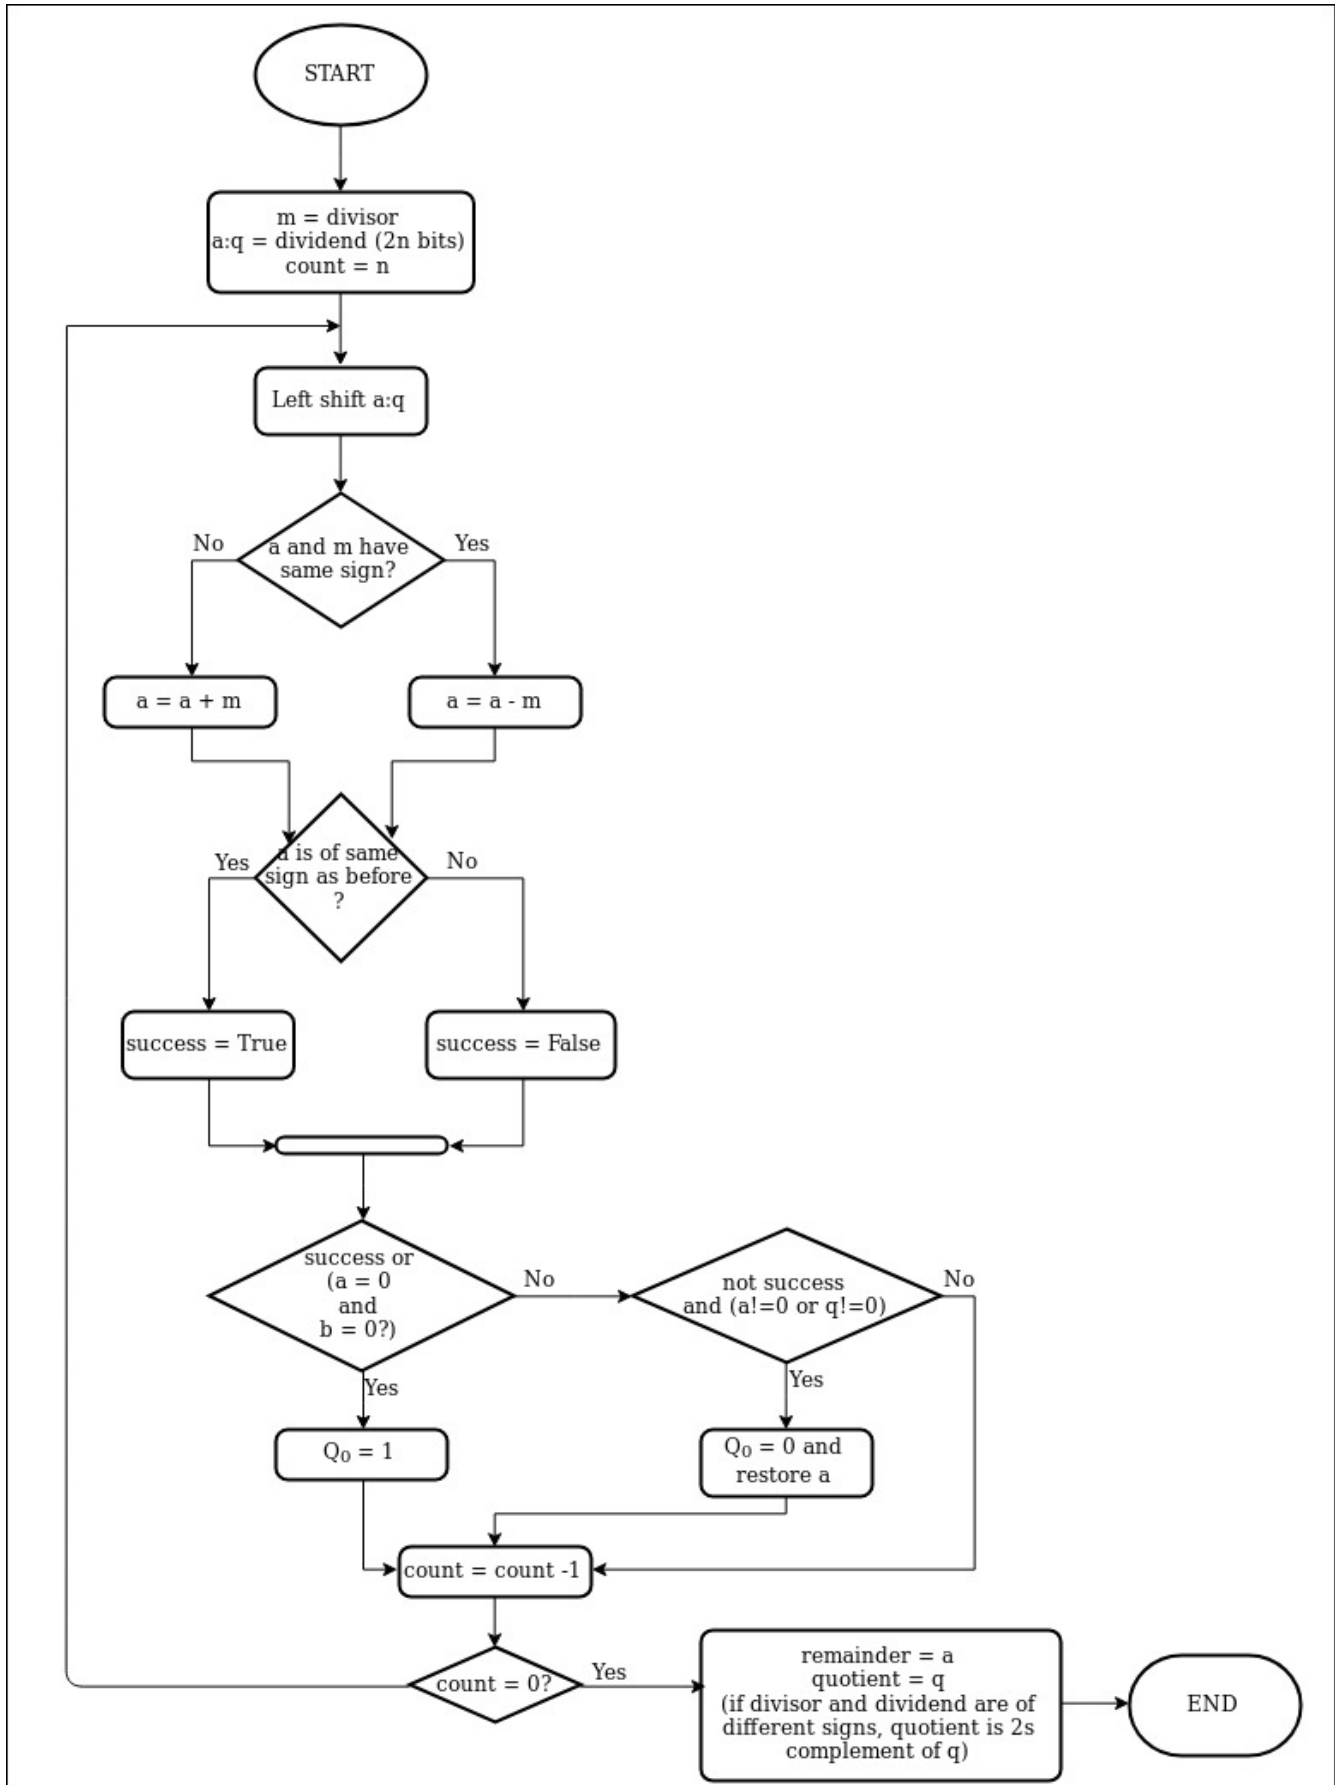 START
m = divisor
a:q = dividend (2n bits)
count = n
Left shift a:q
No
a and m have
same sign?
Yes
a = a + m
a = a - m
Yes
a is of same
sign as before
?
No
success = True
success = False
success or
(a = 0
and
b = 0?)
No
not success
and (a!=0 or q!=0)
No
Yes
Yes
Q₀ = 1
Q₀ = 0 and
restore a
count = count -1
count = 0?
Yes
remainder = a
quotient = q
(if divisor and dividend are of
different signs, quotient is 2s
complement of q)
END